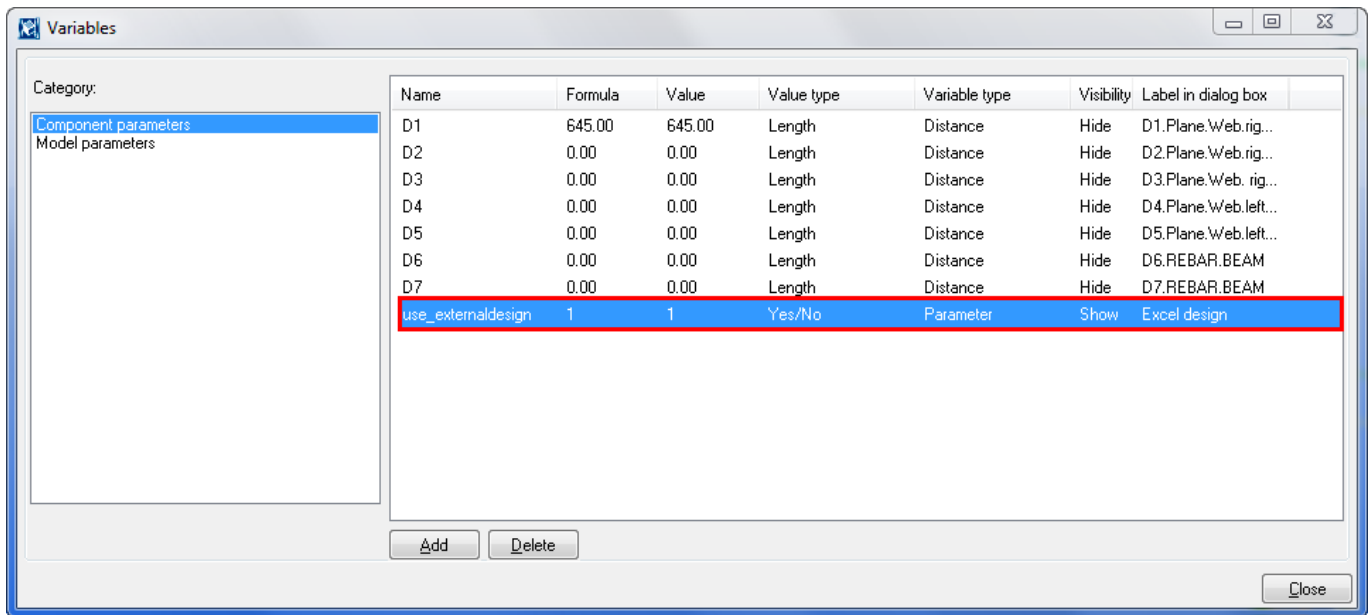 Variables
Category:
Component parameters
Model parameters
Name Formula Value Value type Variable type Visibility Label in dialog box
D1 645.00 645.00 Length Distance Hide D1.Plane.Web.rig...
D2 0.00 0.00 Length Distance Hide D2.Plane.Web.rig...
D3 0.00 0.00 Length Distance Hide D3.Plane.Web. rig...
D4 0.00 0.00 Length Distance Hide D4.Plane.Web.left...
D5 0.00 0.00 Length Distance Hide D5.Plane.Web.left...
D6 0.00 0.00 Length Distance Hide D6.REBAR.BEAM
D7 0.00 0.00 Length Distance Hide D7.REBAR.BEAM
use_externaldesign 1 1 Yes/No Parameter Show Excel design
Add Delete
Close